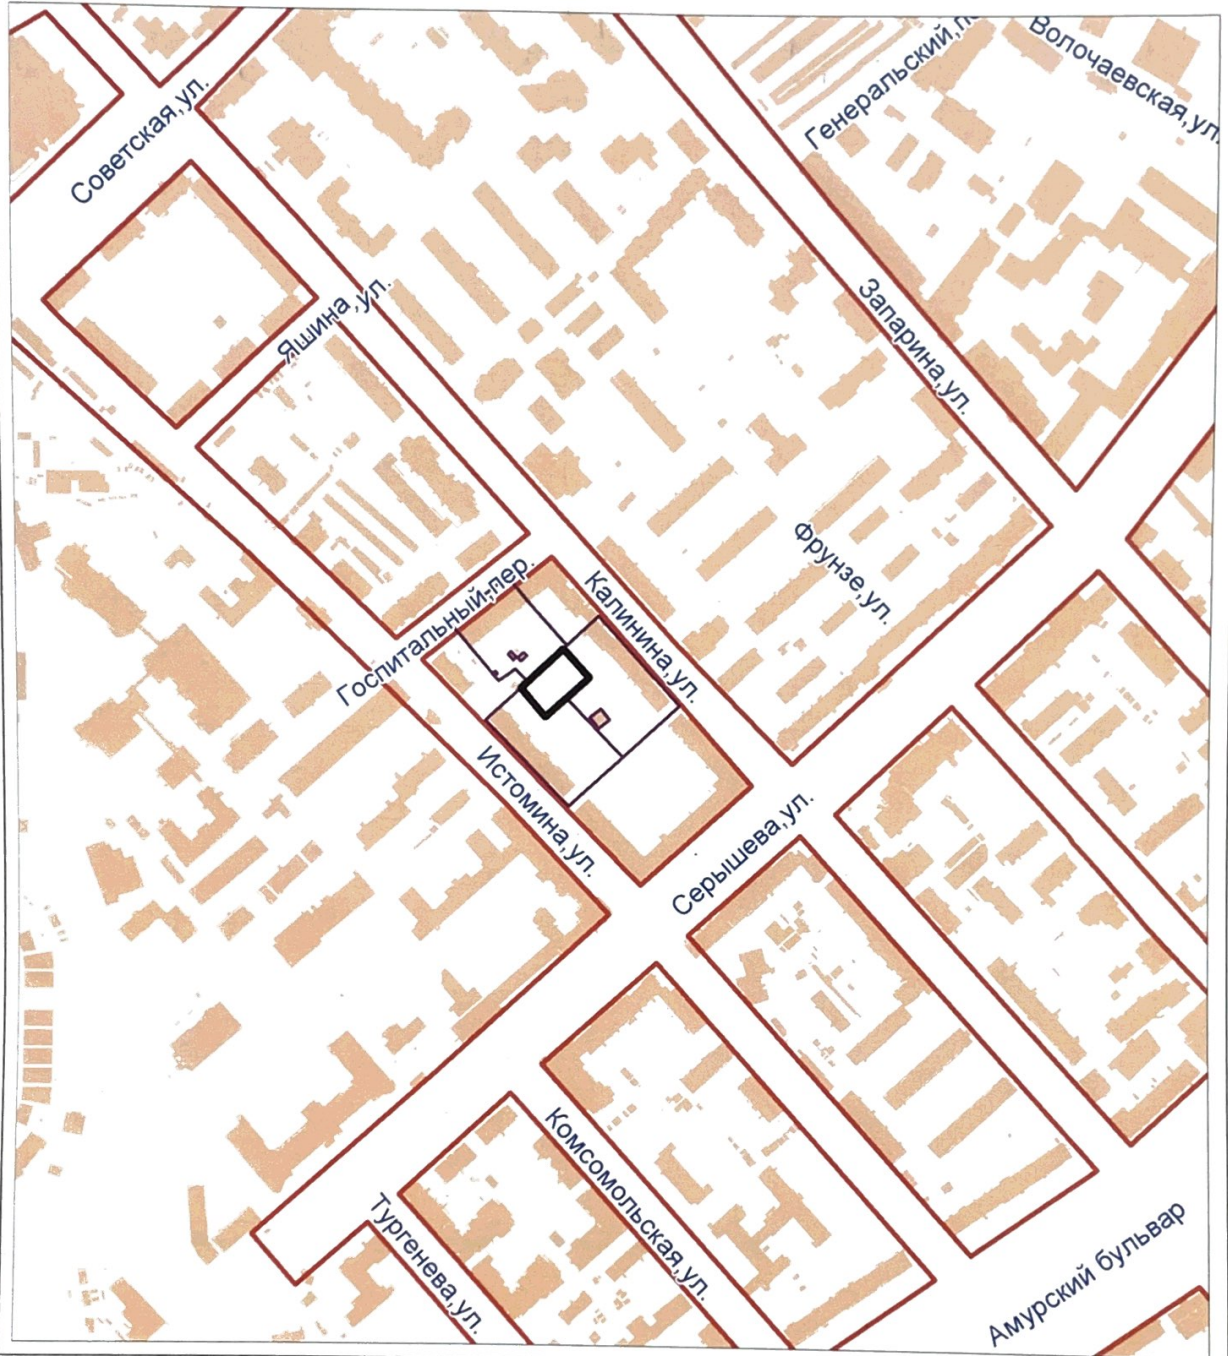 Генеральский,п
Волочаевская,ул.
Советская,ул.
Яшина,ул.
Запарина,ул.
Фрунзе,ул.
Госпитальный-пер.
Калинина,ул.
Истомина,ул.
Серышева,ул.
Комсомольская,ул.
Тургенева,ул.
Амурский бульвар